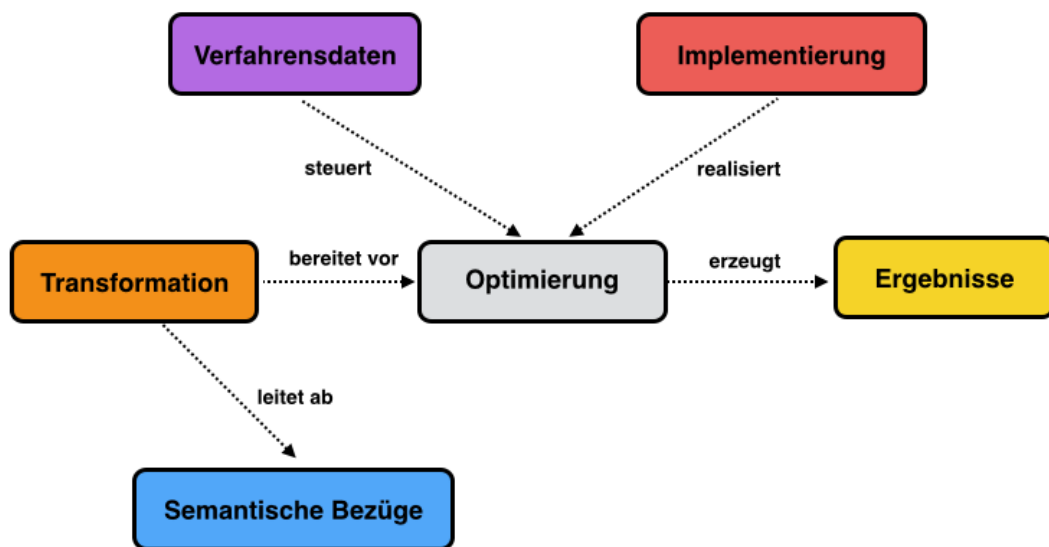 Verfahrensdaten
Implementierung
steuert
realisiert
Transformation
bereitet vor
Optimierung
erzeugt
Ergebnisse
leitet ab
Semantische Bezüge